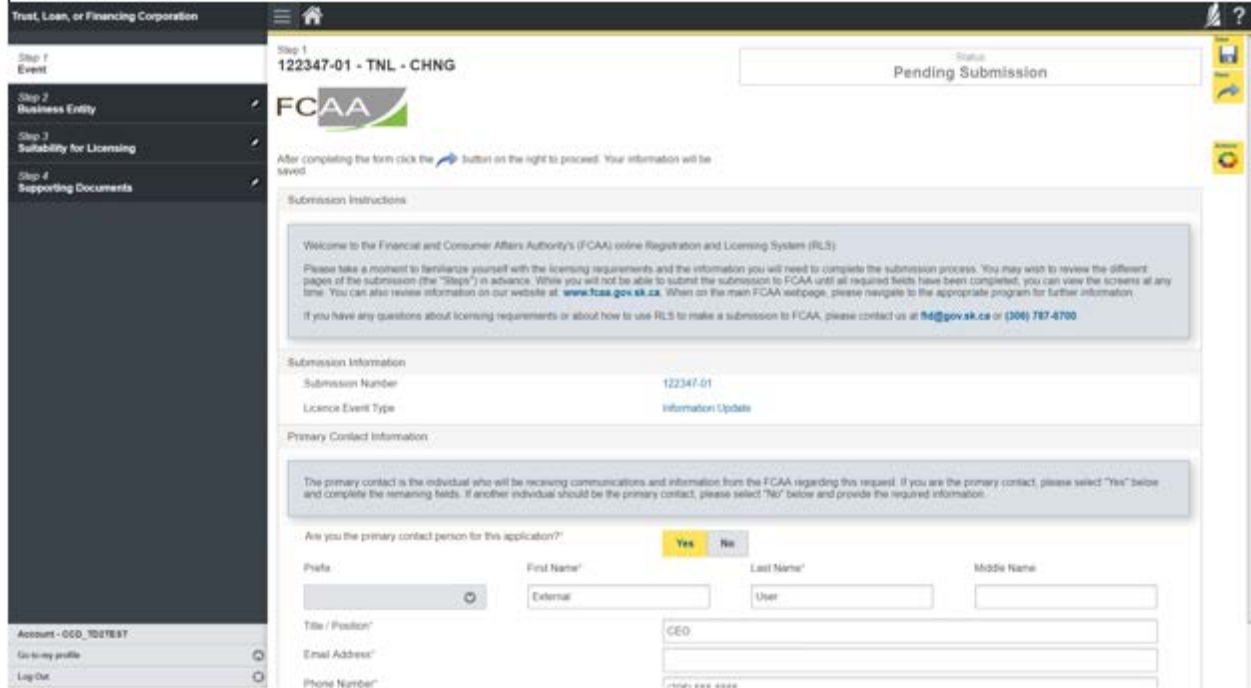 Trust, Loan, or Financing Corporation
?
Step 1
Event
Step 2
Business Entity
Step 3
Suitability for Licensing
Step 4
Supporting Documents
Account - CCD_TD2TEST
Go to my profile
Log Out
Step 1
122347-01 - TNL - CHNG
Status
Pending Submission
Save
Next
Actions
FCAA
After completing the form click the button on the right to proceed. Your information will be
saved.
Submission Instructions
Welcome to the Financial and Consumer Affairs Authority's (FCAA) online Registration and Licensing System (RLS)
Please take a moment to familiarize yourself with the licensing requirements and the information you will need to complete the submission process. You may wish to review the different
pages of the submission (the "Steps") in advance. While you will not be able to submit the submission to FCAA until all required fields have been completed, you can view the screens at any
time. You can also review information on our website at: www.fcaa.gov.sk.ca. When on the main FCAA webpage, please navigate to the appropriate program for further information.
If you have any questions about licensing requirements or about how to use RLS to make a submission to FCAA, please contact us at fid@gov.sk.ca or (306) 787-6700
Submission Information
Submission Number 122347-01
Licence Event Type Information Update
Primary Contact Information
The primary contact is the individual who will be receiving communications and information from the FCAA regarding this request. If you are the primary contact, please select "Yes" below
and complete the remaining fields. If another individual should be the primary contact, please select "No" below and provide the required information.
Are you the primary contact person for this application?* Yes No
Prefix First Name* Last Name* Middle Name
External User
Title / Position* CEO
Email Address*
Phone Number*